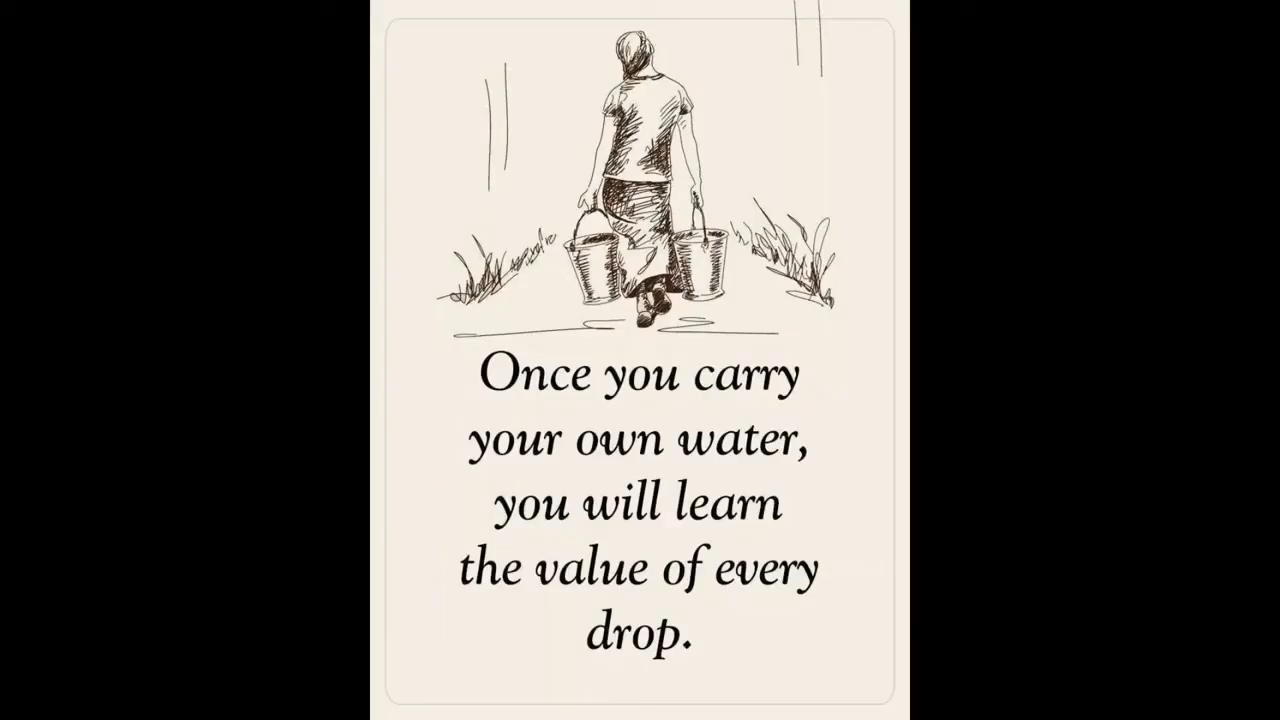 Once you carry
your own water,
you will learn
the value of every
drop.